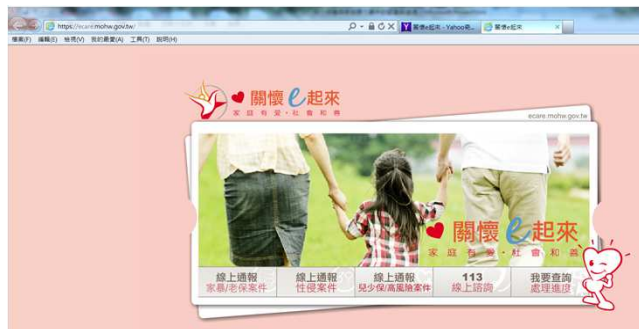 https://ecare.mohw.gov.tw/
關懷e起來 - Yahoo奇...
關懷e起來
檔案(F) 編輯(E) 檢視(V) 我的最愛(A) 工具(T) 說明(H)
關懷e起來
家庭有愛・社會和善
ecare.mohw.gov.tw
關懷e起來
家庭有愛・社會和善
線上通報
家暴/老保案件
線上通報
性侵案件
線上通報
兒少保/高風險案件
113
線上諮詢
我要查詢
處理進度